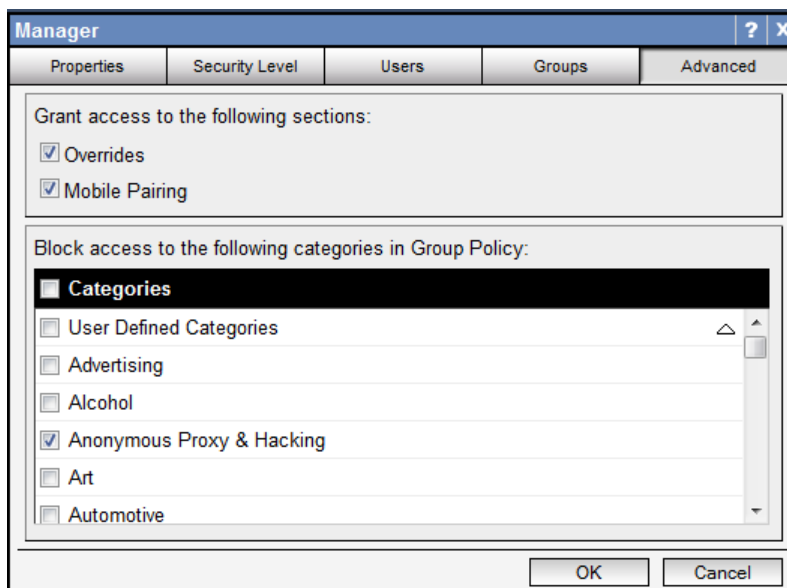 Manager ? X
Properties Security Level Users Groups Advanced
Grant access to the following sections:
Overrides
Mobile Pairing
Block access to the following categories in Group Policy:
Categories
User Defined Categories
Advertising
Alcohol
Anonymous Proxy & Hacking
Art
Automotive
OK Cancel